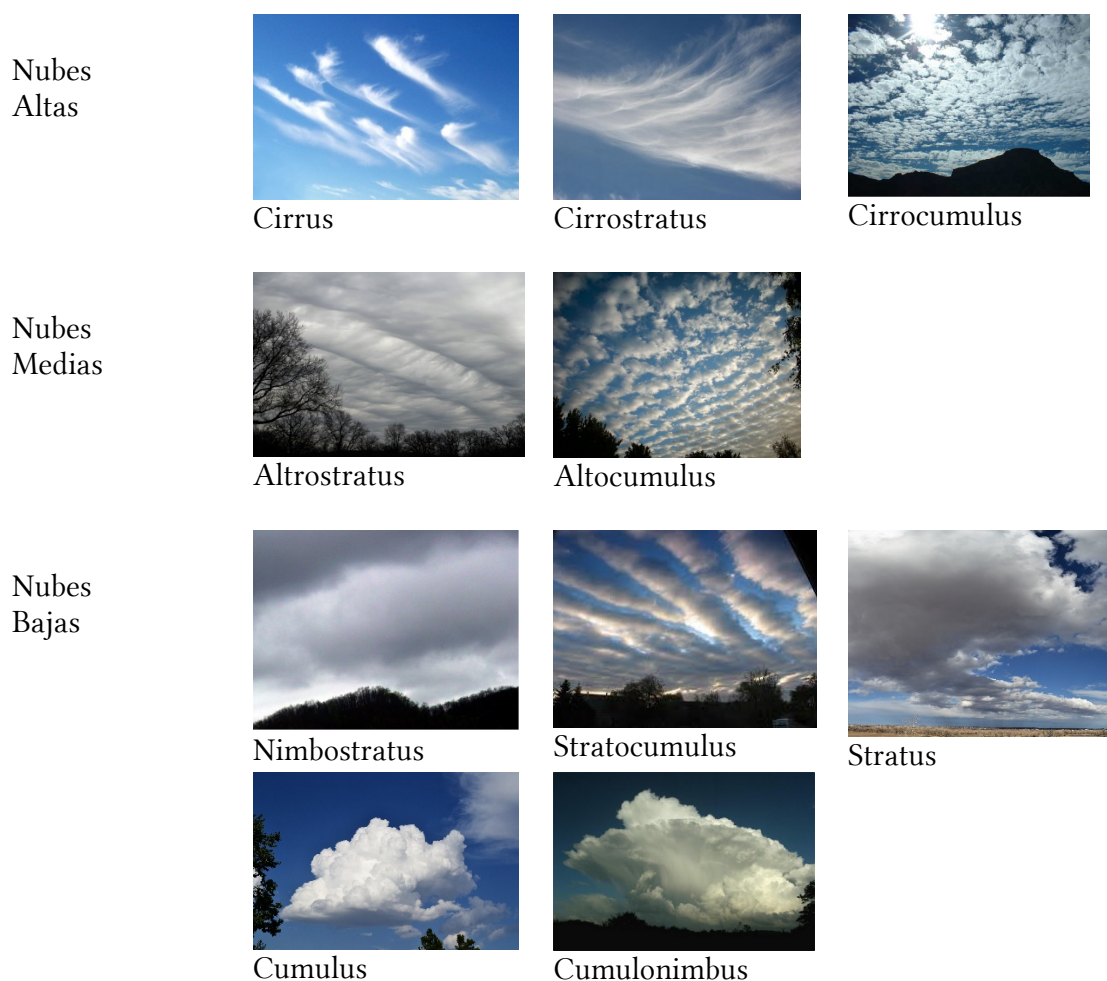 Nubes
Altas
Cirrus
Cirrostratus
Cirrocumulus
Nubes
Medias
Altrostratus
Altocumulus
Nubes
Bajas
Nimbostratus
Stratocumulus
Stratus
Cumulus
Cumulonimbus